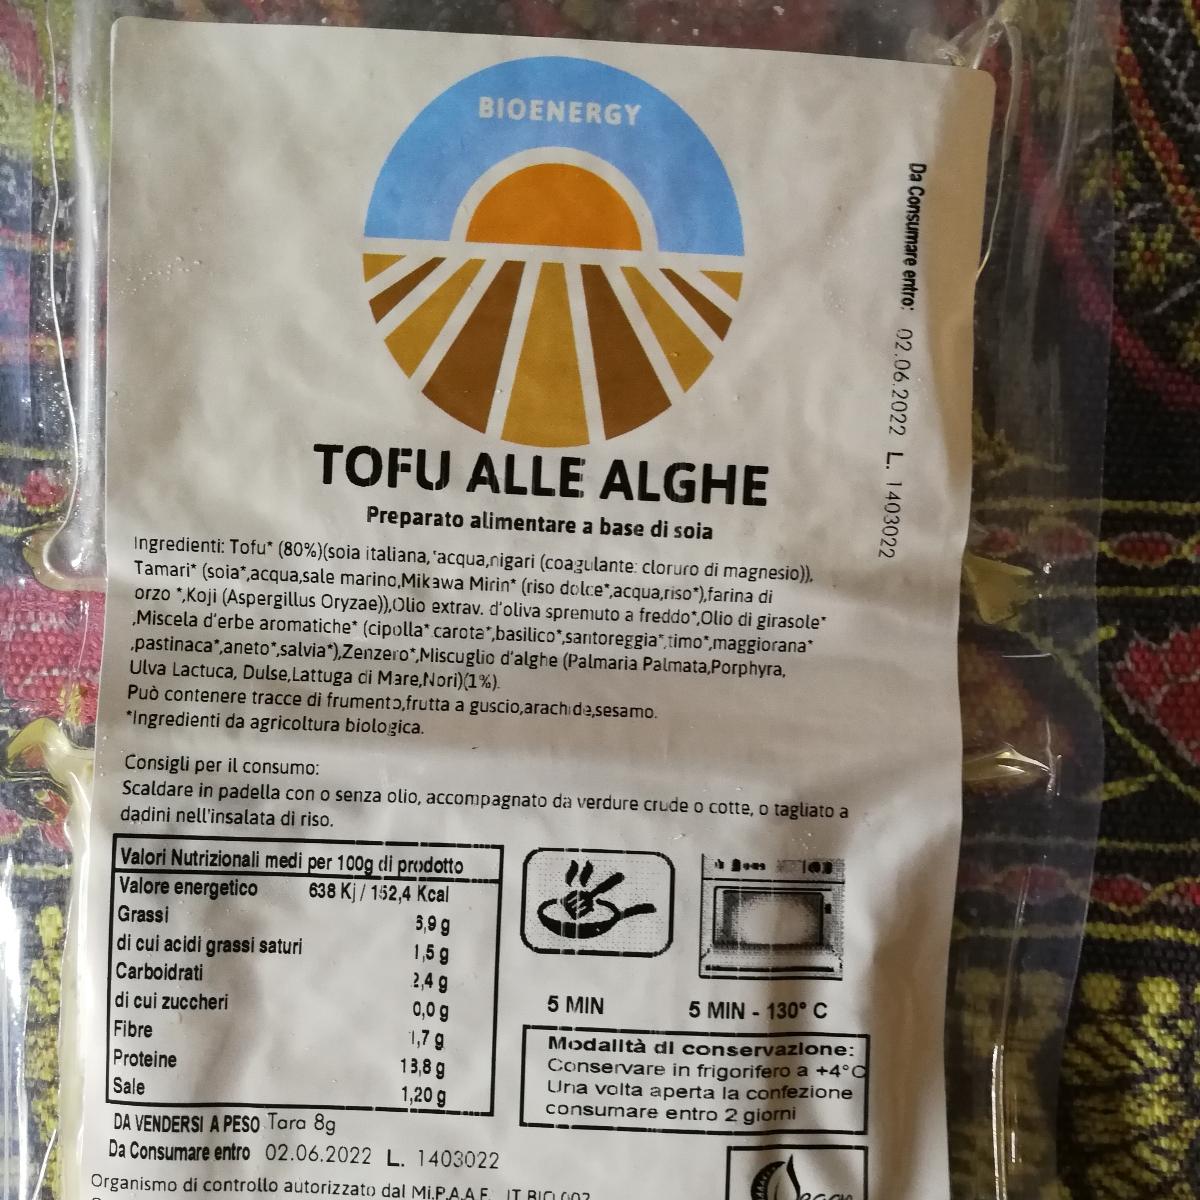 BIOENERGY
Da Consumare entro: 02.06.2022 L. 1403022
TOFU ALLE ALGHE
Preparato alimentare a base di soia
Ingredienti: Tofu* (80%)(soia italiana,*acqua,nigari (coagulante: cloruro di magnesio)),
Tamari* (soia*,acqua,sale marino,Mikawa Mirin* (riso dolce*,acqua,riso*),farina di
orzo *,Koji (Aspergillus Oryzae)),Olio extrav. d'oliva spremuto a freddo*,Olio di girasole*
,Miscela d'erbe aromatiche* (cipolla*,carota*,basilico*,santoreggia*,timo*,maggiorana*
,pastinaca*,aneto*,salvia*),Zenzero*,Miscuglio d'alghe (Palmaria Palmata,Porphyra,
Ulva Lactuca, Dulse,Lattuga di Mare,Nori)(1%).
Può contenere tracce di frumento,frutta a guscio,arachide,sesamo.
*Ingredienti da agricoltura biologica.
Consigli per il consumo:
Scaldare in padella con o senza olio, accompagnato da verdure crude o cotte, o tagliato a
dadini nell'insalata di riso.
Valori Nutrizionali medi per 100g di prodotto
Valore energetico 638 Kj / 152,4 Kcal
Grassi
di cui acidi grassi saturi 1,5 g
Carboidrati 2,4 g
di cui zuccheri 0,0 g
Fibre 1,7 g
Proteine 13,8 g
Sale 1,20 g
5 MIN
5 MIN - 130° C
Modalità di conservazione:
Conservare in frigorifero a +4°C
Una volta aperta la confezione
consumare entro 2 giorni
DA VENDERSI A PESO Tara 8g
Da Consumare entro 02.06.2022 L. 1403022
Organismo di controllo autorizzato dal Mi.P.A.A.F. IT BIO 007